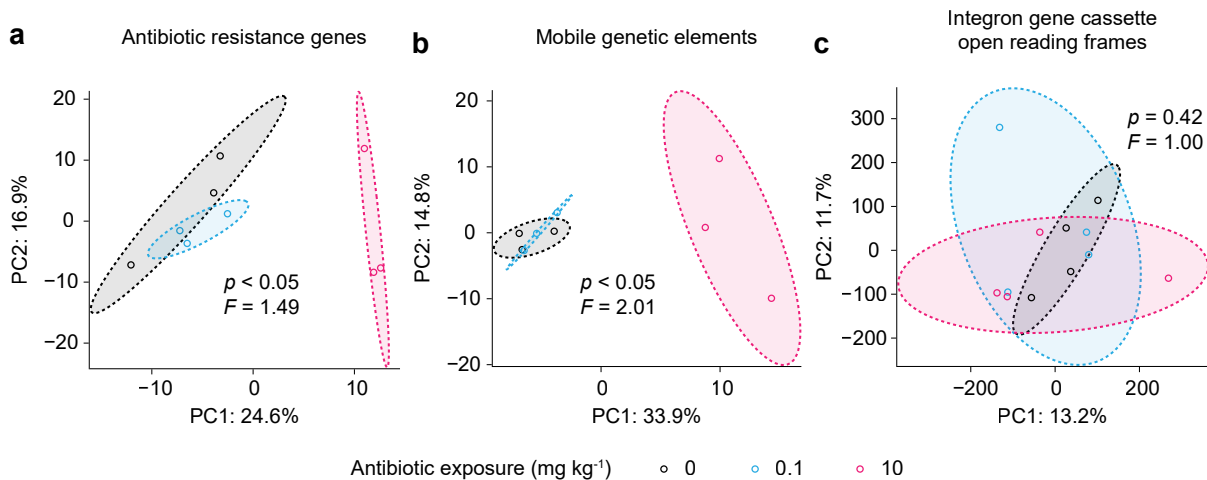 a
Antibiotic resistance genes
20
10
0
−10
−20
PC2: 16.9%
p < 0.05
F = 1.49
−10
0
10
PC1: 24.6%
b
Mobile genetic elements
20
10
0
−10
−20
PC2: 14.8%
p < 0.05
F = 2.01
0
10
PC1: 33.9%
c
Integron gene cassette
open reading frames
300
200
100
0
−100
−200
PC2: 11.7%
p = 0.42
F = 1.00
−200
0
200
PC1: 13.2%
Antibiotic exposure (mg kg⁻¹) 0 0.1 10